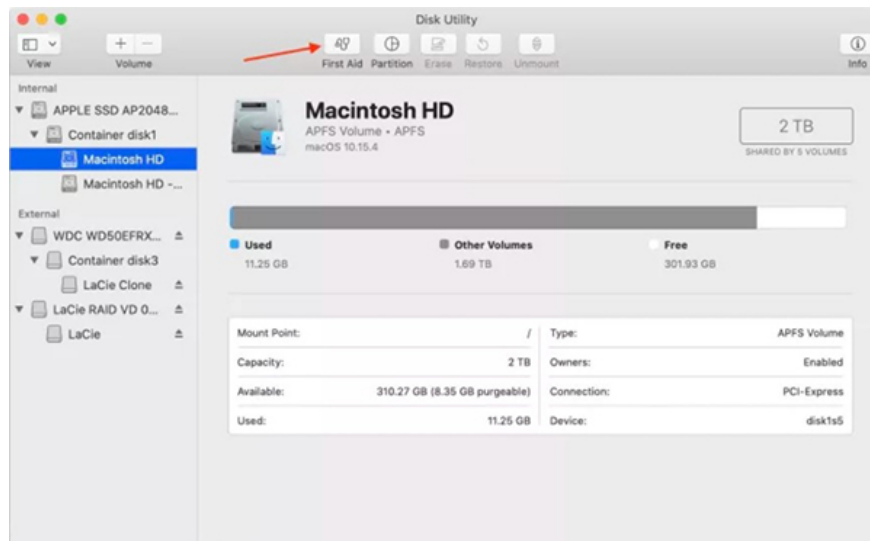 Disk Utility
View
Volume
First Aid Partition Erase Restore Unmount
Info
Internal
APPLE SSD AP2048...
Container disk1
Macintosh HD
Macintosh HD -...
External
WDC WD50EFRX...
Container disk3
LaCie Clone
LaCie RAID VD 0...
LaCie
Macintosh HD
APFS Volume • APFS
macOS 10.15.4
2 TB
SHARED BY 5 VOLUMES
Used
11.25 GB
Other Volumes
1.69 TB
Free
301.93 GB
Mount Point: /
Capacity: 2 TB
Available: 310.27 GB (8.35 GB purgeable)
Used: 11.25 GB
Type: APFS Volume
Owners: Enabled
Connection: PCI-Express
Device: disk1s5